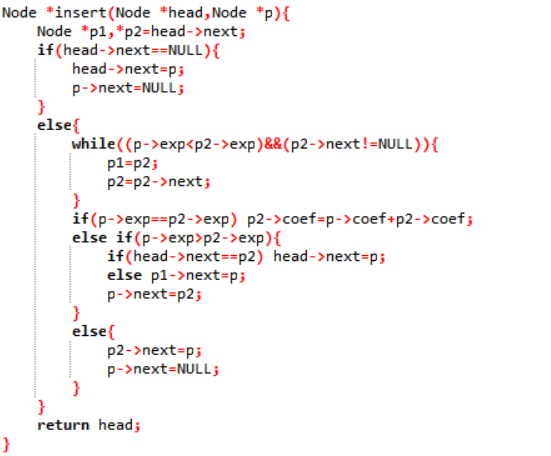 Node *insert(Node *head,Node *p){
    Node *p1,*p2=head->next;
    if(head->next==NULL){
        head->next=p;
        p->next=NULL;
    }
    else{
        while((p->exp<p2->exp)&&(p2->next!=NULL)){
            p1=p2;
            p2=p2->next;
        }
        if(p->exp==p2->exp) p2->coef=p->coef+p2->coef;
        else if(p->exp>p2->exp){
            if(head->next==p2) head->next=p;
            else p1->next=p;
            p->next=p2;
        }
        else{
            p2->next=p;
            p->next=NULL;
        }
    }
    return head;
}